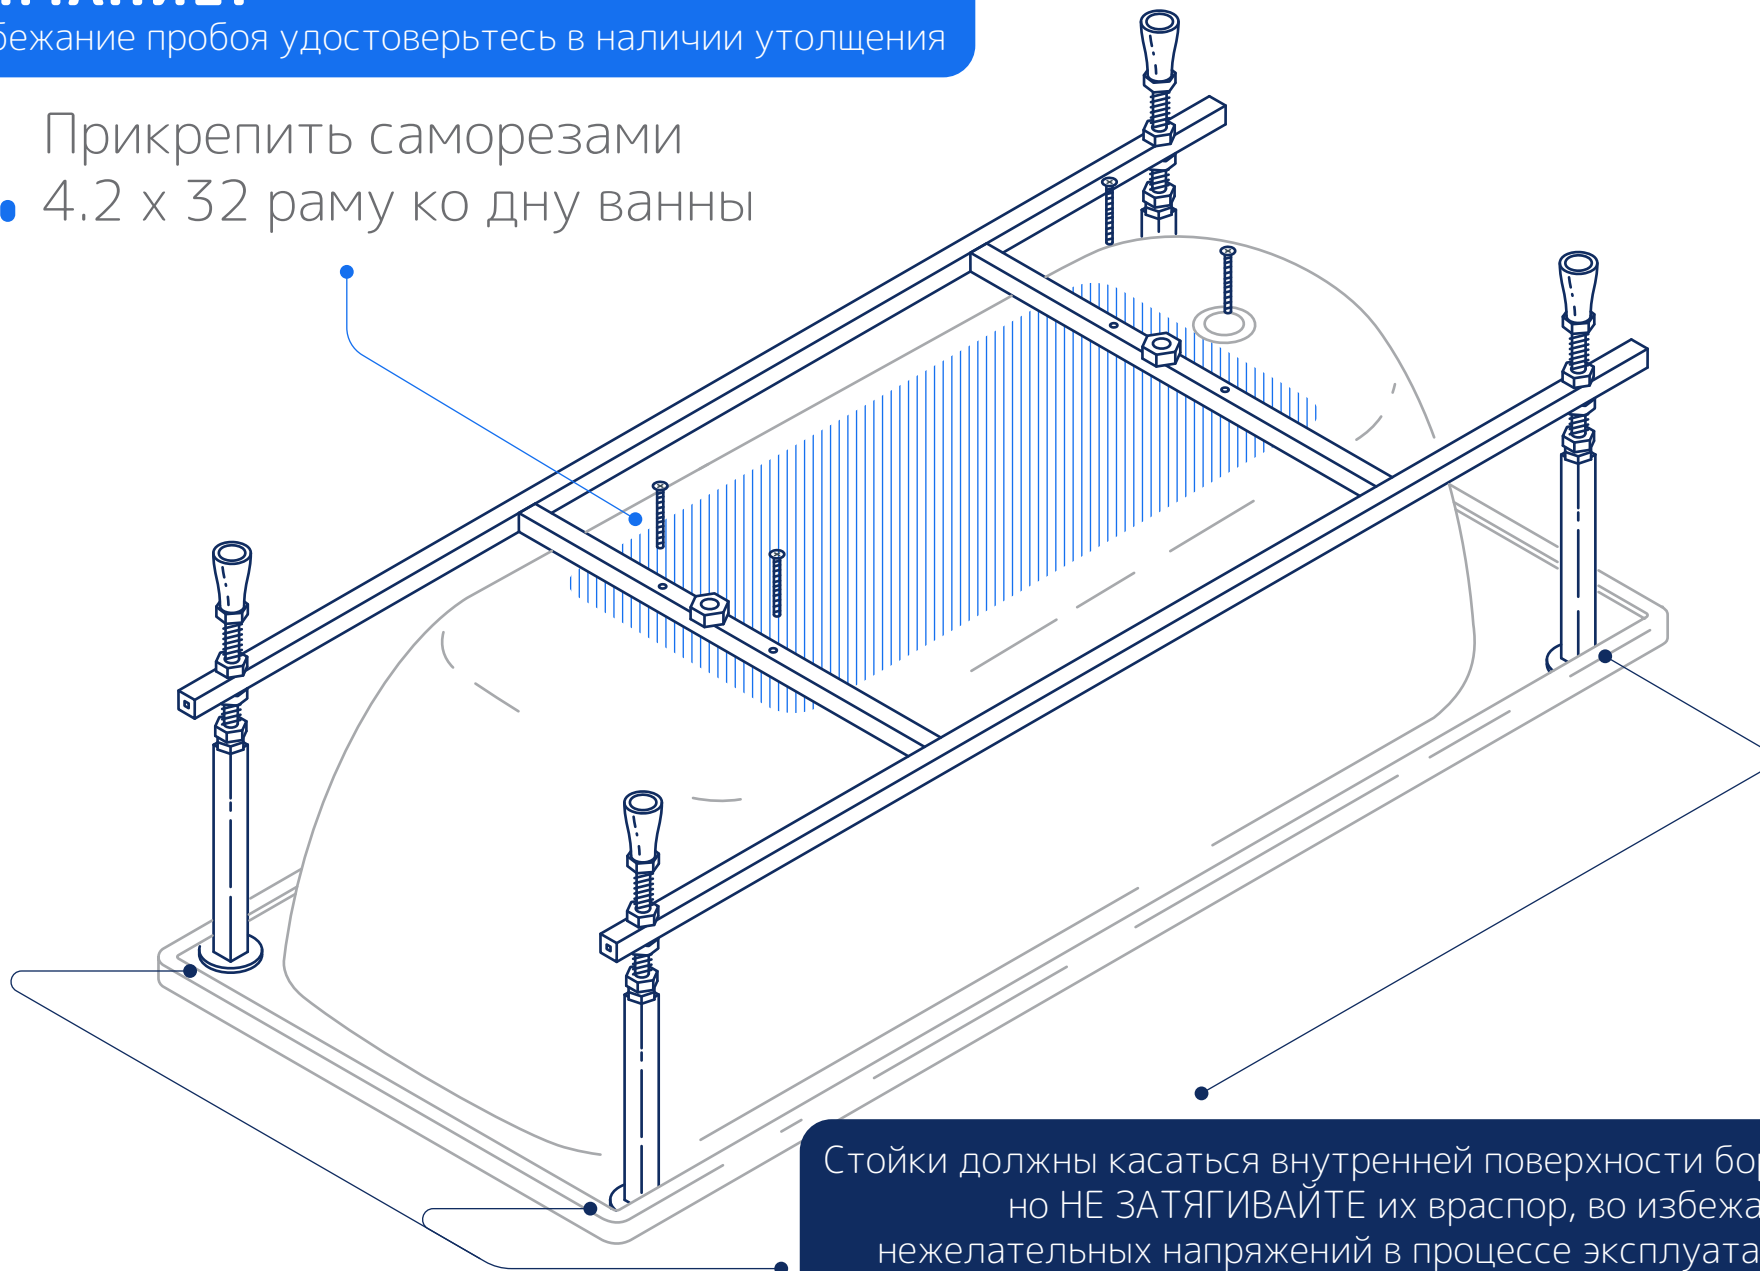 бежание пробоя удостоверьтесь в наличии утолщения
Прикрепить саморезами
4.2 х 32 раму ко дну ванны
Стойки должны касаться внутренней поверхности бор
но НЕ ЗАТЯГИВАЙТЕ их враспор, во избежа
нежелательных напряжений в процессе эксплуата